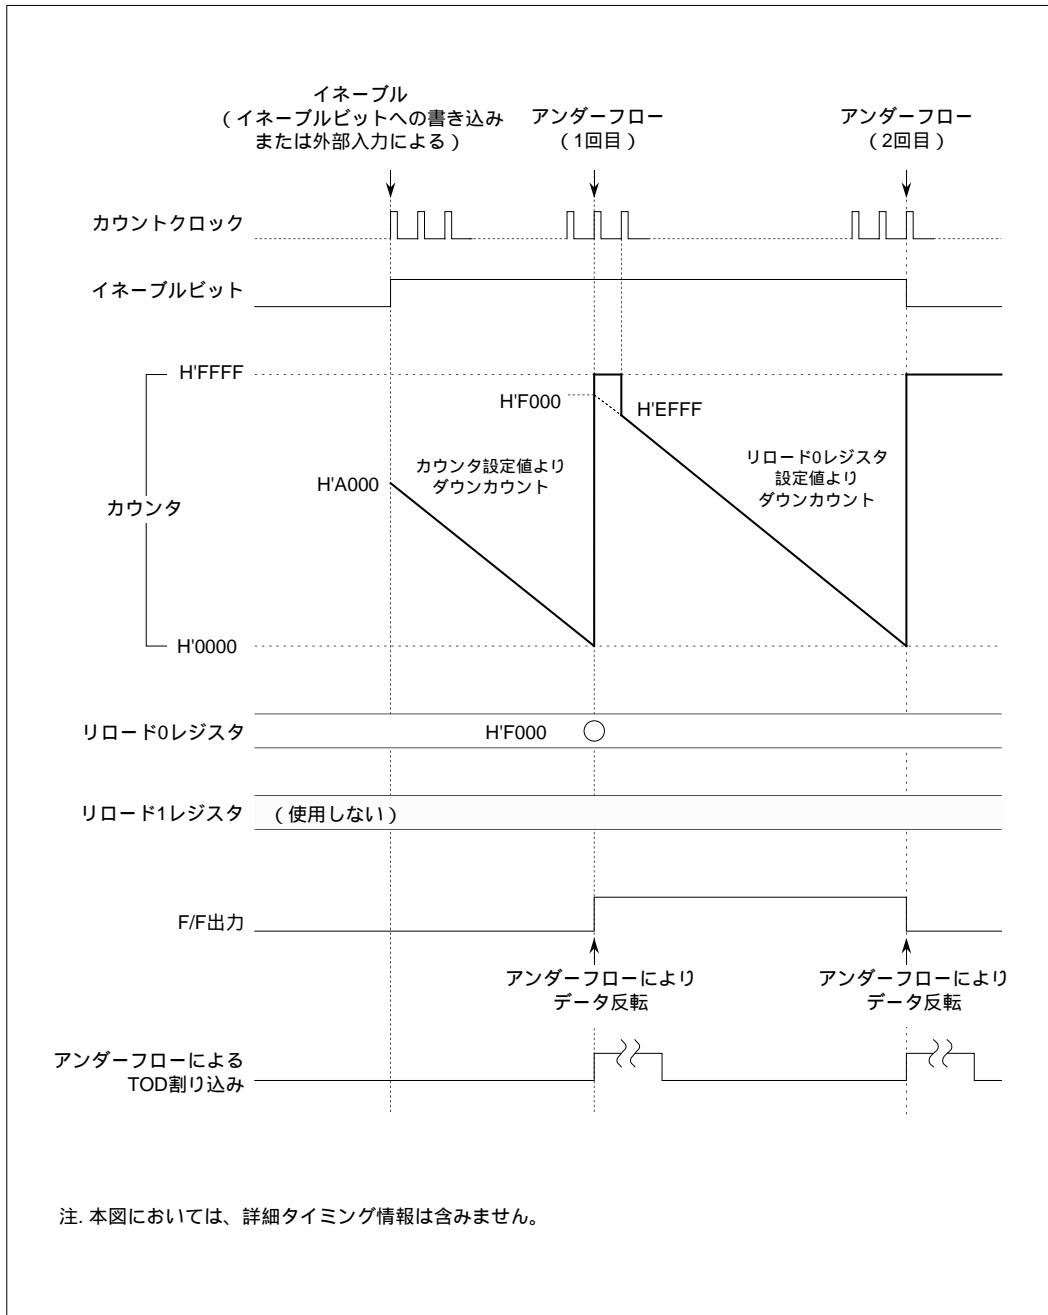 イネーブル
（イネーブルビットへの書き込み
または外部入力による）
アンダーフロー
（1回目）
アンダーフロー
（2回目）
カウントクロック
イネーブルビット
H'FFFF
H'F000
H'EFFF
カウンタ設定値より
ダウンカウント
リロード0レジスタ
設定値より
ダウンカウント
H'A000
カウンタ
H'0000
リロード0レジスタ
H'F000
リロード1レジスタ
（使用しない）
F/F出力
アンダーフローにより
データ反転
アンダーフローにより
データ反転
アンダーフローによる
TOD割り込み
注. 本図においては、詳細タイミング情報は含みません。